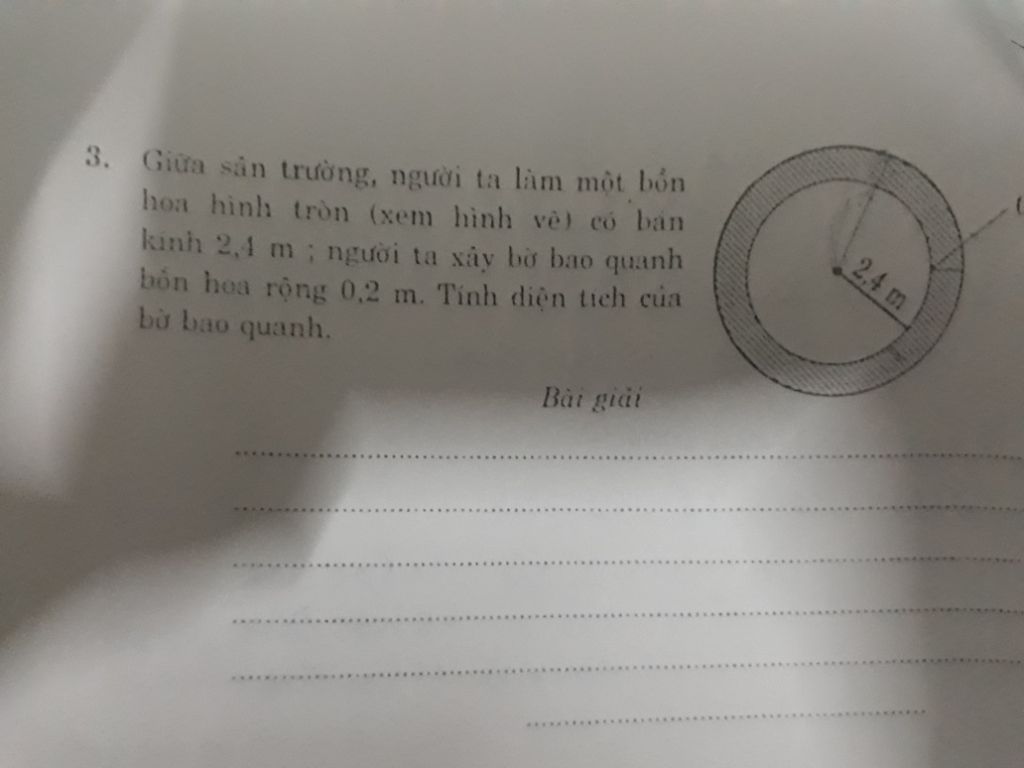 3. Giữa sân trường, người ta làm một bồn
hoa hình tròn (xem hình vẽ) có bán
kính 2,4 m ; người ta xây bờ bao quanh
bồn hoa rộng 0,2 m. Tính diện tích của
bờ bao quanh.
2,4 m
Bài giải